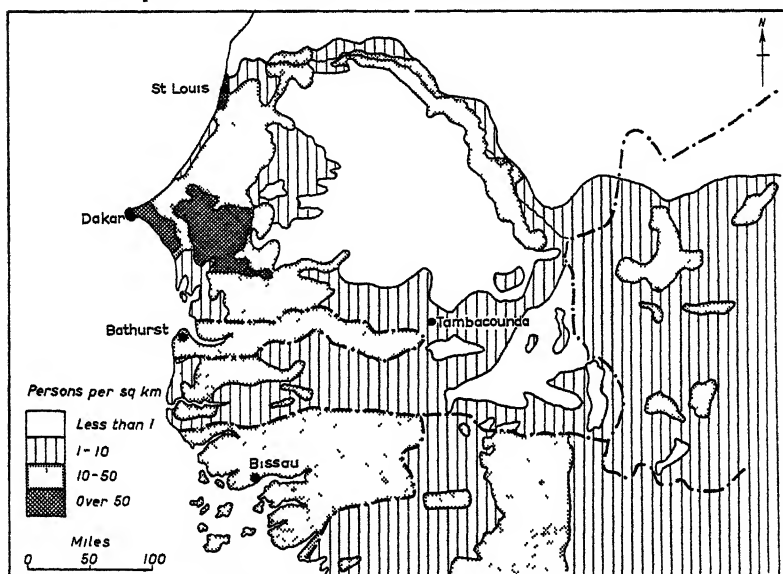 N
St Louis
Dakar
Bathurst
Tambacounda
Bissau
Persons per sq km
Less than 1
1-10
10-50
Over 50
Miles
0 50 100